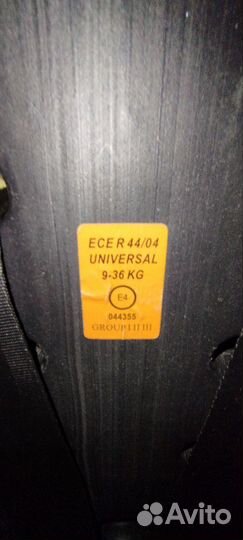 ECE R 44/04
UNIVERSAL
9-36 KG
E4
044355
GROUP I II III
Avito